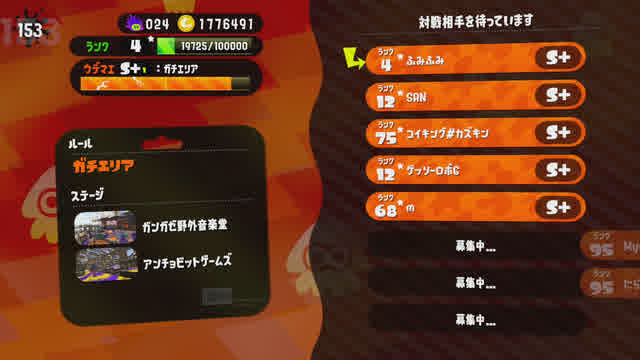 153
024 1776491
ランク 4★ 19725/100000
ウデマエ S+1 : ガチエリア
ルール
ガチエリア
ステージ
ガンガゼ野外音楽堂
アンチョビットゲームズ
対戦相手を待っています
ランク 4★ ふみふみ S+
ランク 12★ SAN S+
ランク 75★ コイキング#カズキン S+
ランク 12★ ゲッソーロボG S+
ランク 68★ m S+
募集中...
募集中...
募集中...
ランク 95
ランク 95